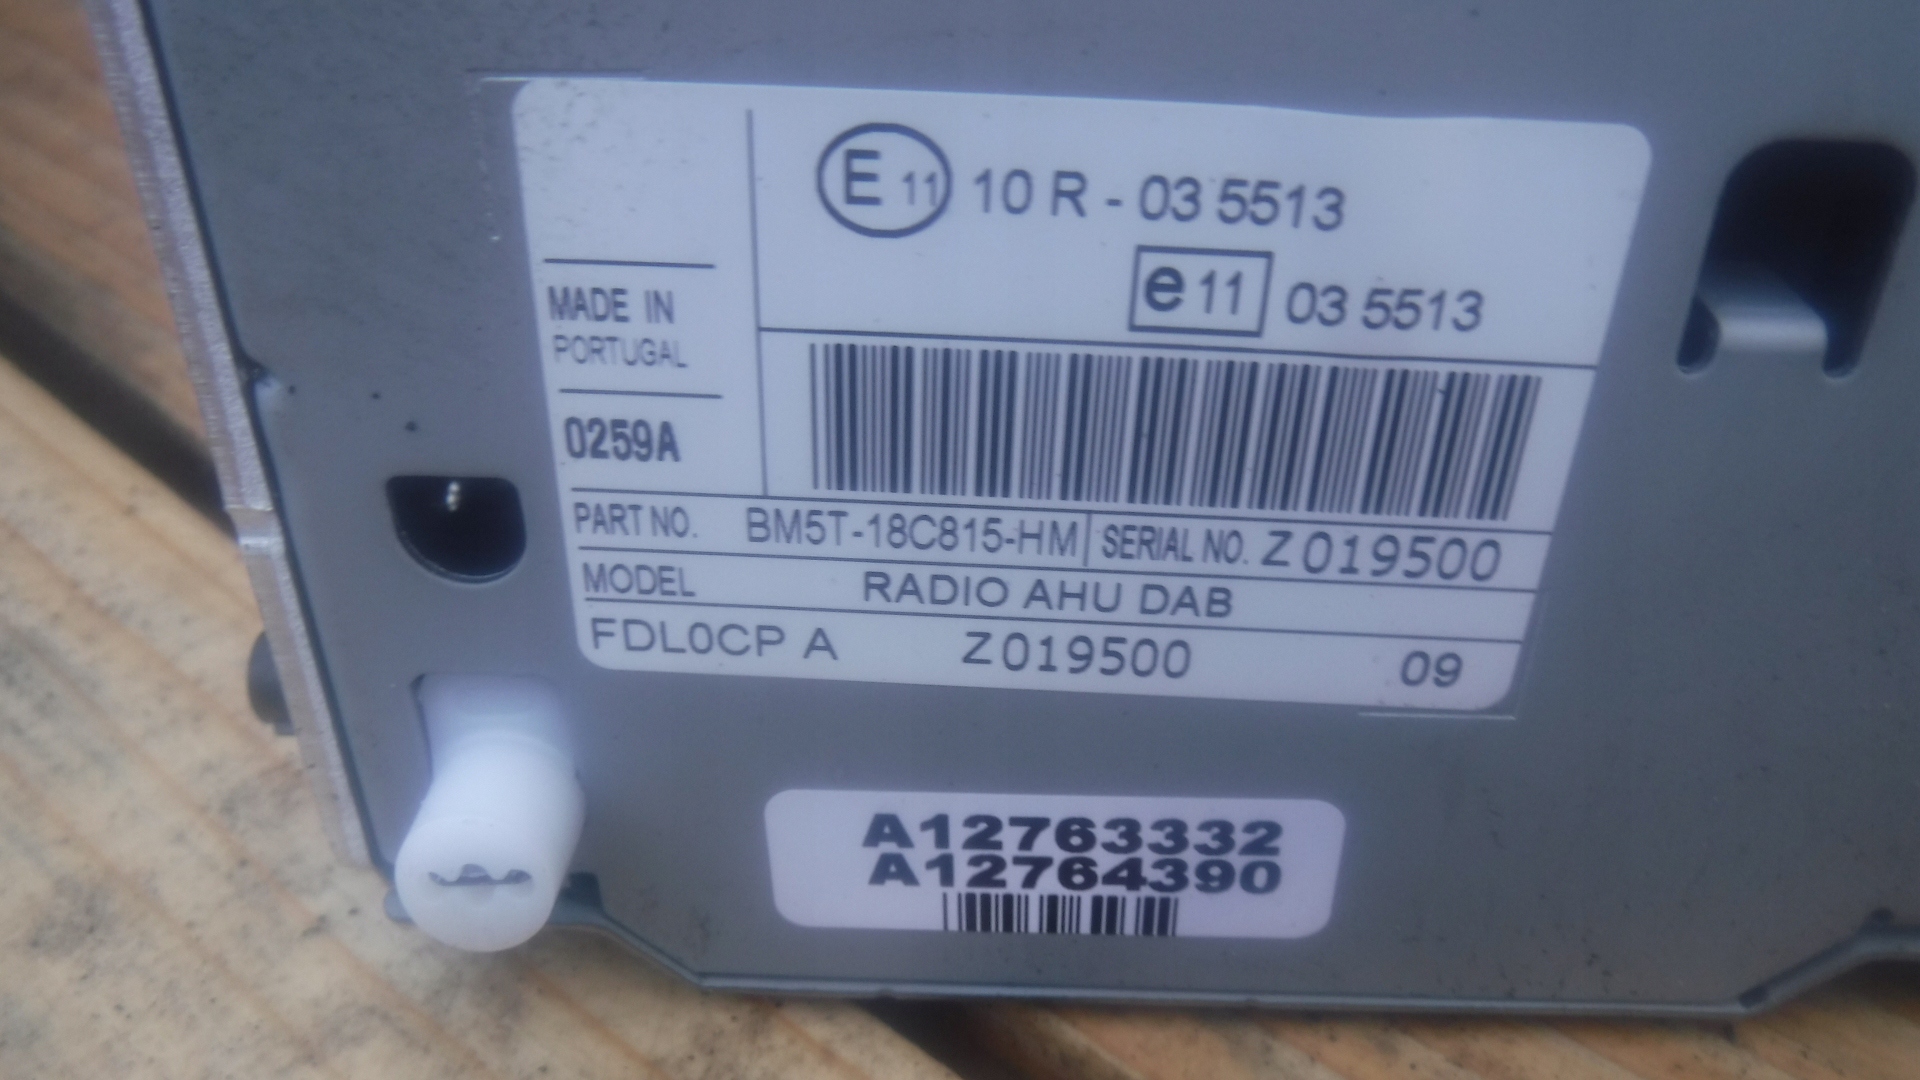 E 11 10 R - 03 5513
e 11 03 5513
MADE IN
PORTUGAL
0259A
PART NO. BM5T-18C815-HM SERIAL NO. Z019500
MODEL RADIO AHU DAB
FDL0CP A Z019500 09
A12763332
A12764390